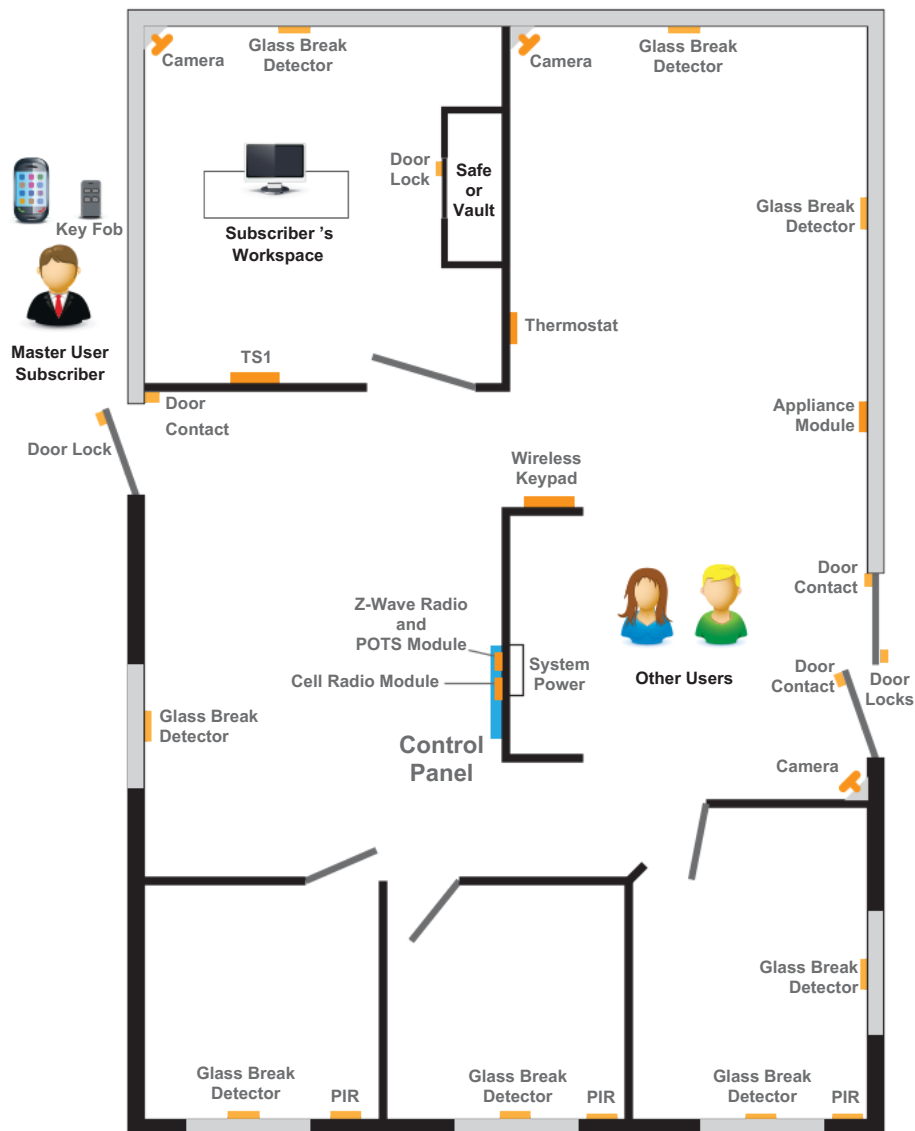 Camera
Glass Break
Detector
Camera
Glass Break
Detector
Door
Lock
Safe
or
Vault
Key Fob
Subscriber 's
Workspace
Glass Break
Detector
Master User
Subscriber
Thermostat
TS1
Door
Contact
Appliance
Module
Door Lock
Wireless
Keypad
Door
Contact
Z-Wave Radio
and
POTS Module
Cell Radio Module
System
Power
Other Users
Door
Contact
Door
Locks
Glass Break
Detector
Control
Panel
Camera
Glass Break
Detector
Glass Break
Detector
PIR
Glass Break
Detector
PIR
Glass Break
Detector
PIR